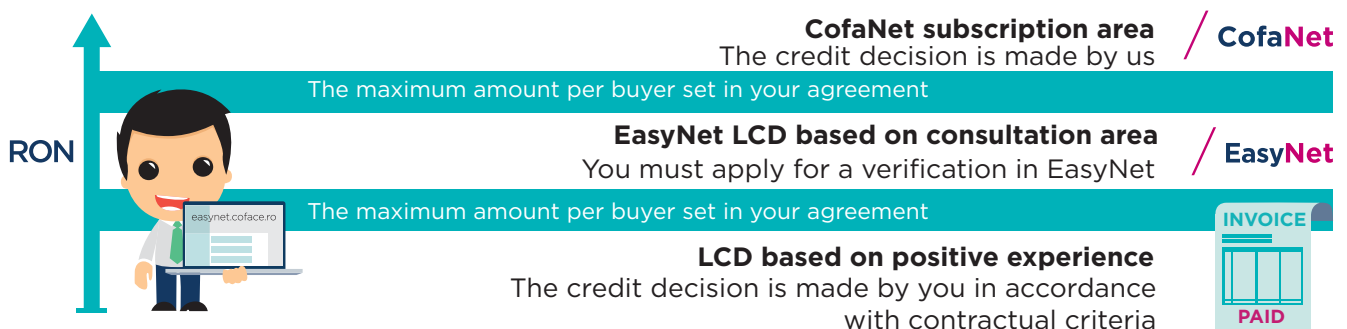 CofaNet subscription area
The credit decision is made by us
CofaNet
The maximum amount per buyer set in your agreement
RON
EasyNet LCD based on consultation area
You must apply for a verification in EasyNet
EasyNet
easynet.coface.ro
The maximum amount per buyer set in your agreement
INVOICE
LCD based on positive experience
The credit decision is made by you in accordance
with contractual criteria
PAID